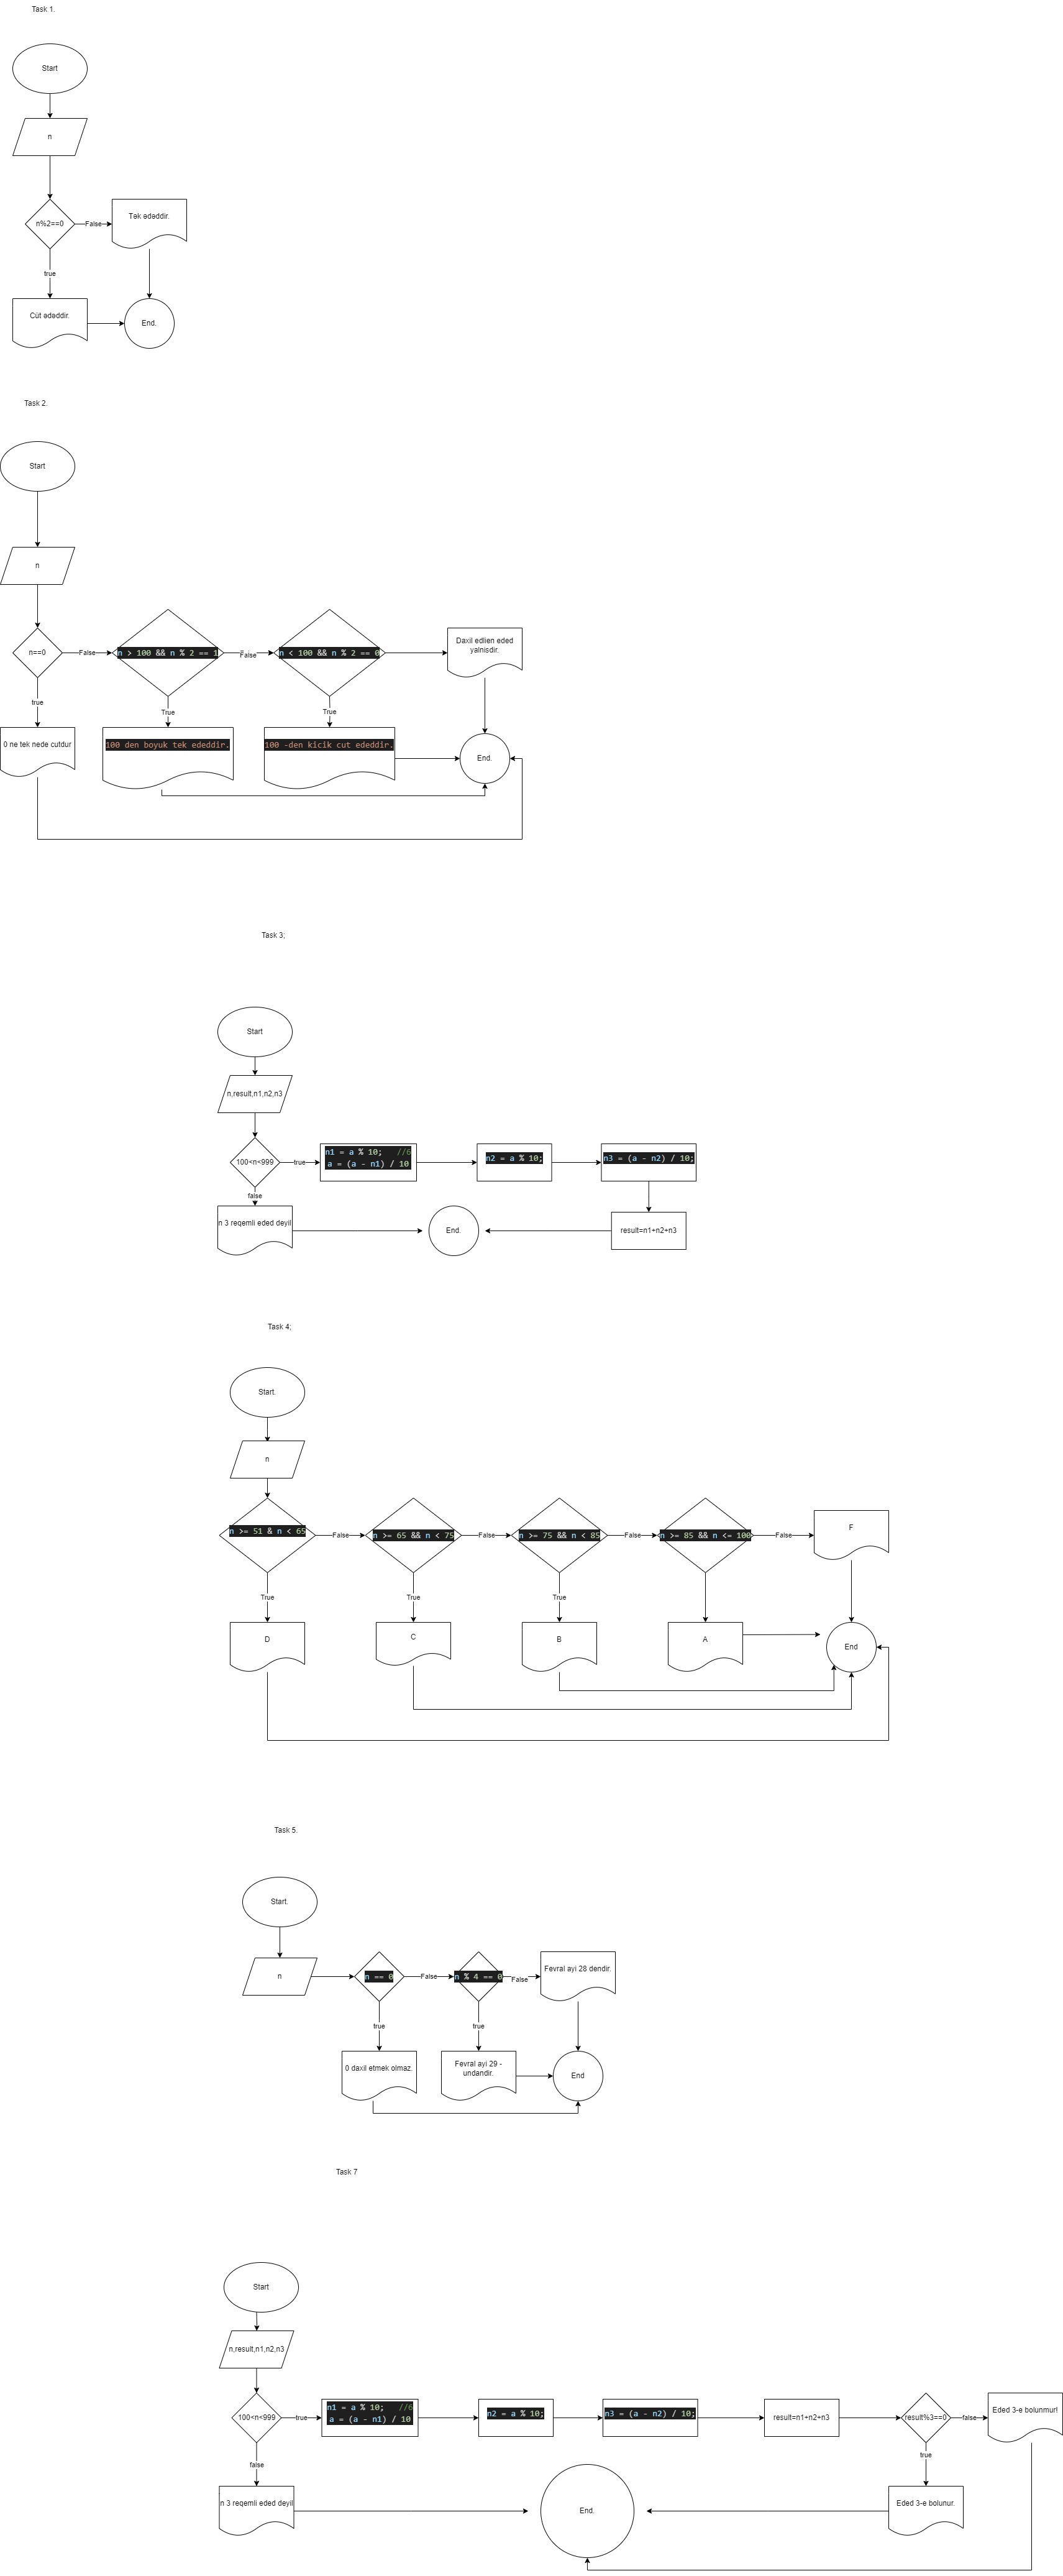 Task 1.
Start
n
n%2==0
False
Tək ədəddir.
true
Cüt ədəddir.
End.
Task 2.
Start
n
n==0
False
n > 100 && n % 2 == 1
False
n < 100 && n % 2 == 0
Daxil edlien eded
yalnisdir.
true
True
True
0 ne tek nede cutdur
100 den boyuk tek ededdir.
100 -den kicik cut ededdir.
End.
Task 3;
Start
n,result,n1,n2,n3
100<n<999
true
n1 = a % 10; //6
a = (a - n1) / 10
n2 = a % 10;
n3 = (a - n2) / 10;
false
n 3 reqemli eded deyil
End.
result=n1+n2+n3
Task 4;
Start.
n
n >= 51 & n < 65
False
n >= 65 && n < 75
False
n >= 75 && n < 85
False
n >= 85 && n <= 100
False
F
True
True
True
D
C
B
A
End
Task 5.
Start.
n
n == 0
False
n % 4 == 0
False
Fevral ayi 28 dendir.
true
true
0 daxil etmek olmaz.
Fevral ayi 29 -
undandir.
End
Task 7
Start
n,result,n1,n2,n3
100<n<999
true
n1 = a % 10; //6
a = (a - n1) / 10
n2 = a % 10;
n3 = (a - n2) / 10;
result=n1+n2+n3
result%3==0
false
Eded 3-e bolunmur!
false
true
n 3 reqemli eded deyil
End.
Eded 3-e bolunur.